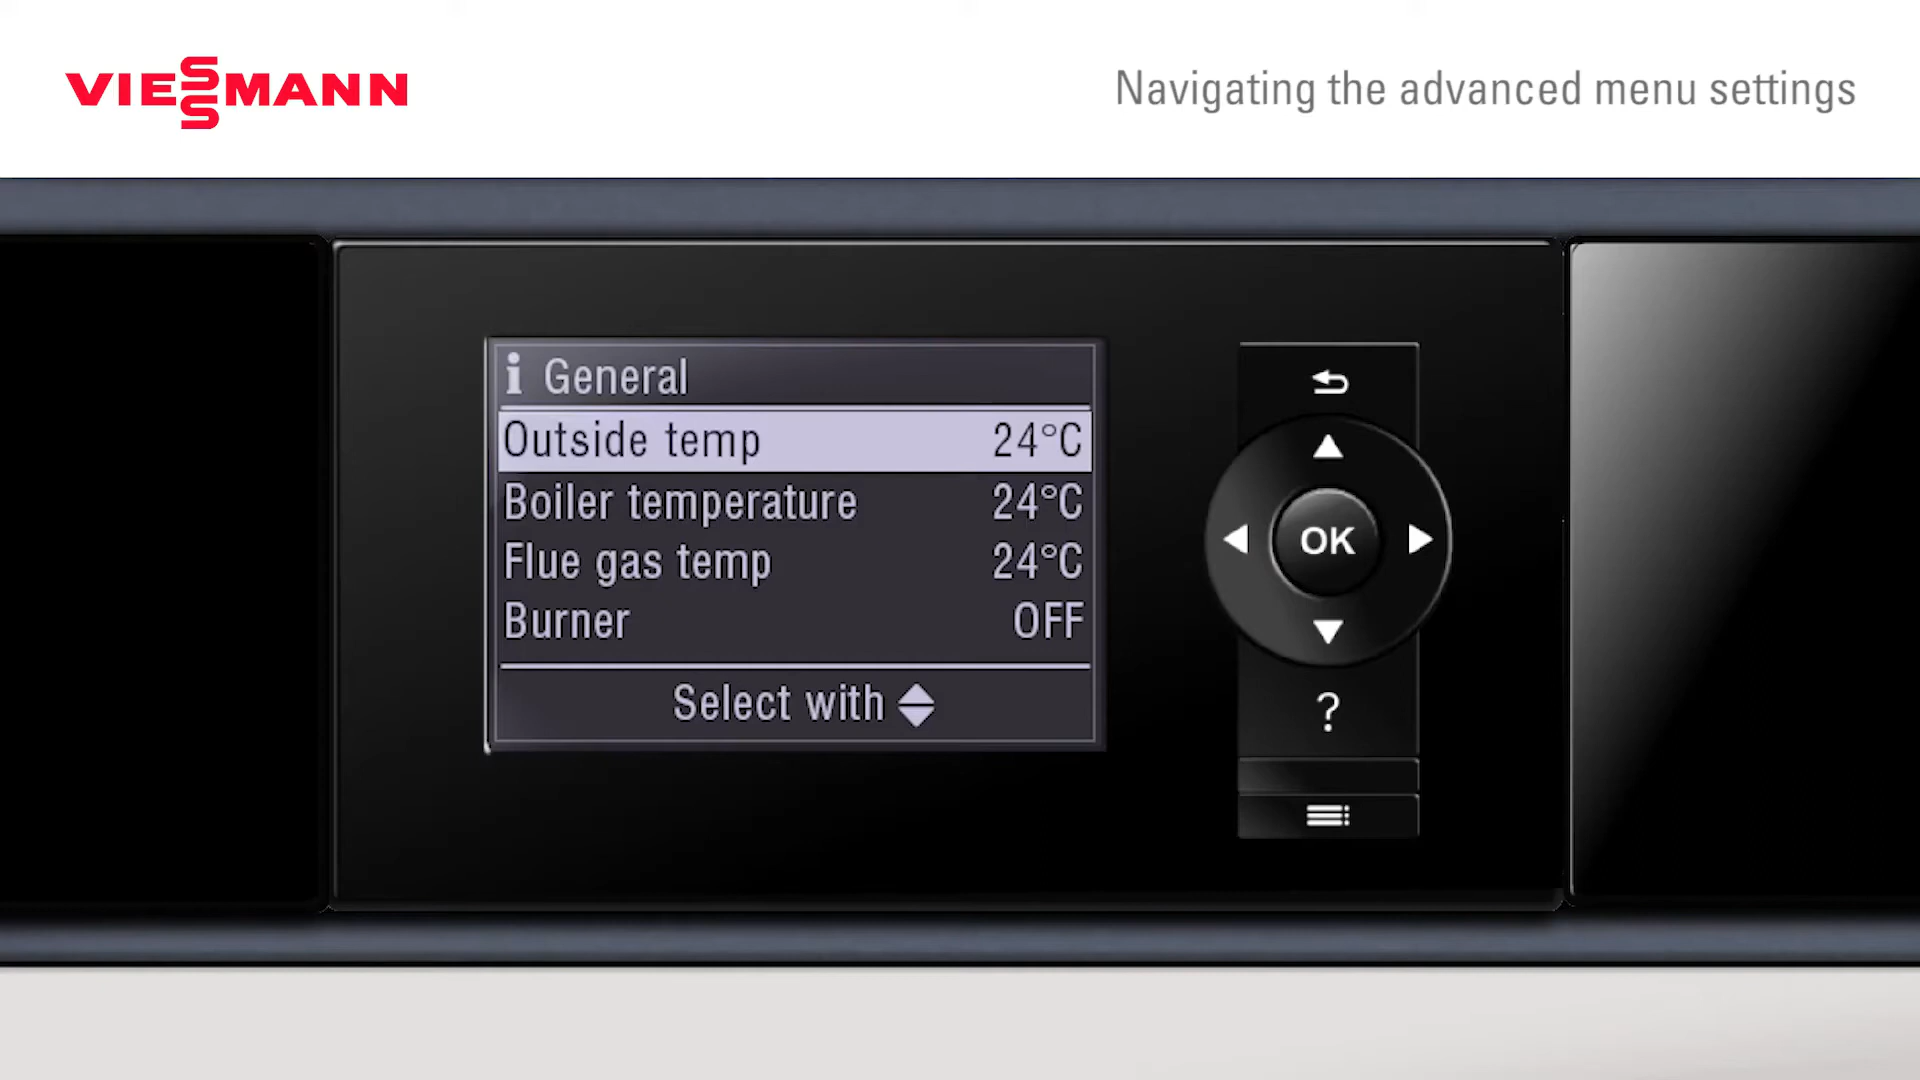 VIESSMANN
Navigating the advanced menu settings
i General
Outside temp 24°C
Boiler temperature 24°C
Flue gas temp 24°C
Burner OFF
Select with
OK
?